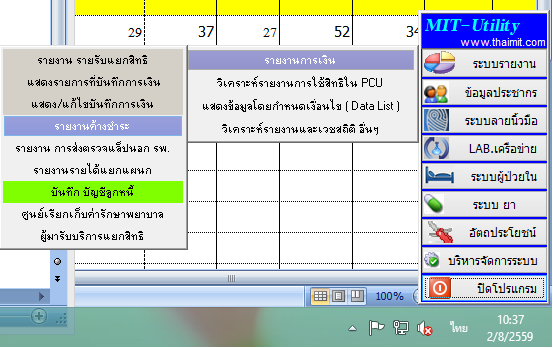 29 37 27 52 34
MIT-Utility
www.thaimit.com
ระบบรายงาน
ข้อมูลประชากร
ระบบลายนิ้วมือ
LAB.เครือข่าย
ระบบผู้ป่วยใน
ระบบ ยา
อัตถประโยชน์
บริหารจัดการระบบ
ปิดโปรแกรม
รายงานการเงิน
วิเคราะห์รายงานการใช้สิทธิใน PCU
แสดงข้อมูลโดยกำหนดเงื่อนไข ( Data List )
วิเคราะห์รายงานและเวชสถิติ อื่นๆ
รายงาน รายรับแยกสิทธิ
แสดงรายการที่บันทึกการเงิน
แสดง/แก้ไขบันทึกการเงิน
รายงานค้างชำระ
รายงาน การส่งตรวจแล็ปนอก รพ.
รายงานรายได้แยกแผนก
บันทึก บัญชีลูกหนี้
ศูนย์เรียกเก็บค่ารักษาพยาบาล
ผู้มารับบริการแยกสิทธิ
100%
ไทย
10:37
2/8/2559